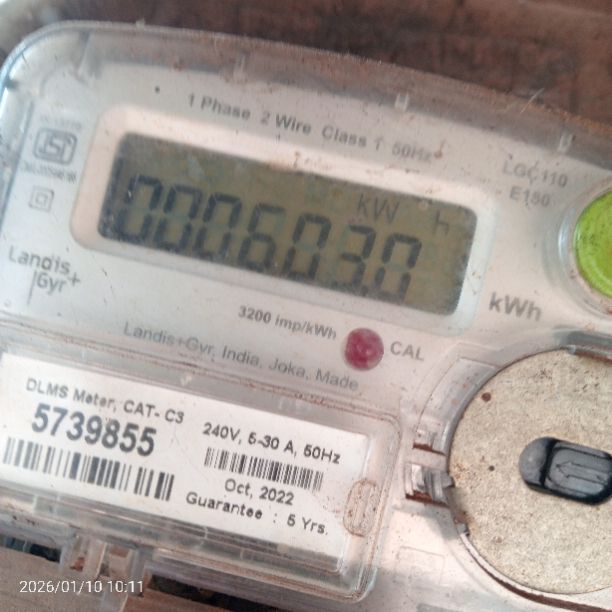 1 Phase 2 Wire Class 1 50Hz
LGC110
E150
ISI
kW h
000603.0
kWh
Landis
Gyr+
3200 imp/kWh
CAL
Landis+Gyr, India, Joka, Made
DLMS Meter, CAT- C3
5739855
240V, 5-30 A, 50Hz
Oct, 2022
Guarantee : 5 Yrs.
2026/01/10 10:11